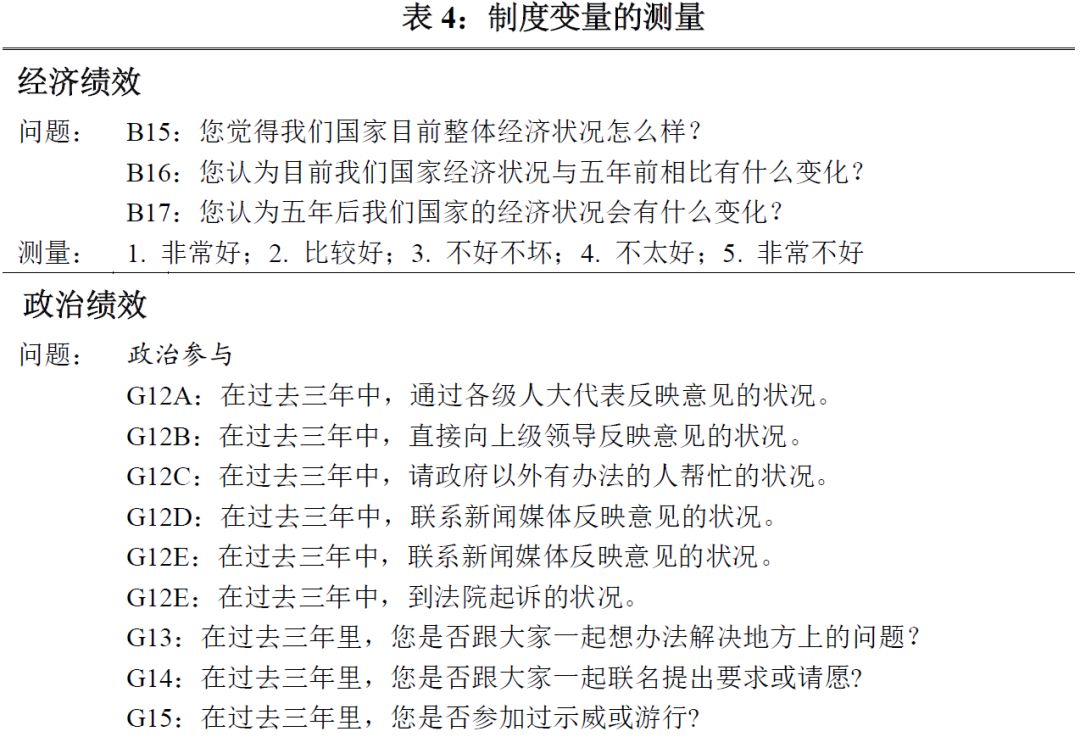 表 4：制度变量的测量
经济绩效
问题： B15：您觉得我们国家目前整体经济状况怎么样？
B16：您认为目前我们国家经济状况与五年前相比有什么变化？
B17：您认为五年后我们国家的经济状况会有什么变化？
测量： 1. 非常好；2. 比较好；3. 不好不坏；4. 不太好；5. 非常不好
政治绩效
问题： 政治参与
G12A：在过去三年中，通过各级人大代表反映意见的状况。
G12B：在过去三年中，直接向上级领导反映意见的状况。
G12C：在过去三年中，请政府以外有办法的人帮忙的状况。
G12D：在过去三年中，联系新闻媒体反映意见的状况。
G12E：在过去三年中，联系新闻媒体反映意见的状况。
G12E：在过去三年中，到法院起诉的状况。
G13：在过去三年里，您是否跟大家一起想办法解决地方上的问题？
G14：在过去三年里，您是否跟大家一起联名提出要求或请愿?
G15：在过去三年里，您是否参加过示威或游行?